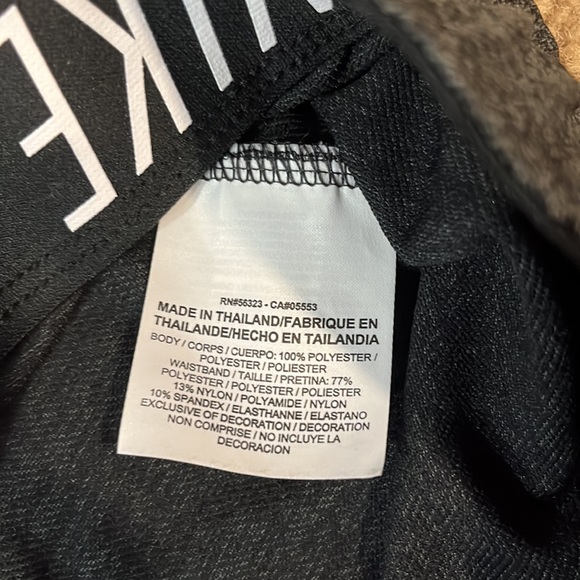 NIKE
RN#56323 - CA#05553
MADE IN THAILAND/FABRIQUE EN
THAILANDE/HECHO EN TAILANDIA
BODY / CORPS / CUERPO: 100% POLYESTER /
POLYESTER / POLIESTER
WAISTBAND / TAILLE / PRETINA: 77%
POLYESTER / POLYESTER / POLIESTER
13% NYLON / POLYAMIDE / NYLON
10% SPANDEX / ELASTHANNE / ELASTANO
EXCLUSIVE OF DECORATION / DECORATION
NON COMPRISE / NO INCLUYE LA
DECORACION